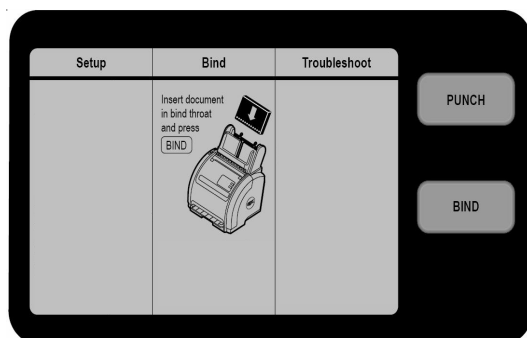 Setup
Bind
Troubleshoot
Insert document
in bind throat
and press
BIND
PUNCH
BIND